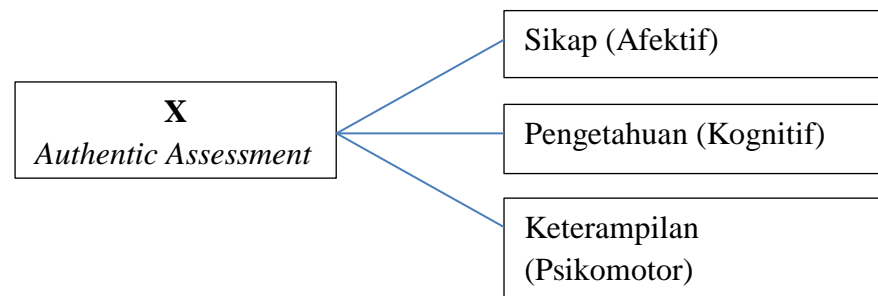 X
Authentic Assessment
Sikap (Afektif)
Pengetahuan (Kognitif)
Keterampilan
(Psikomotor)